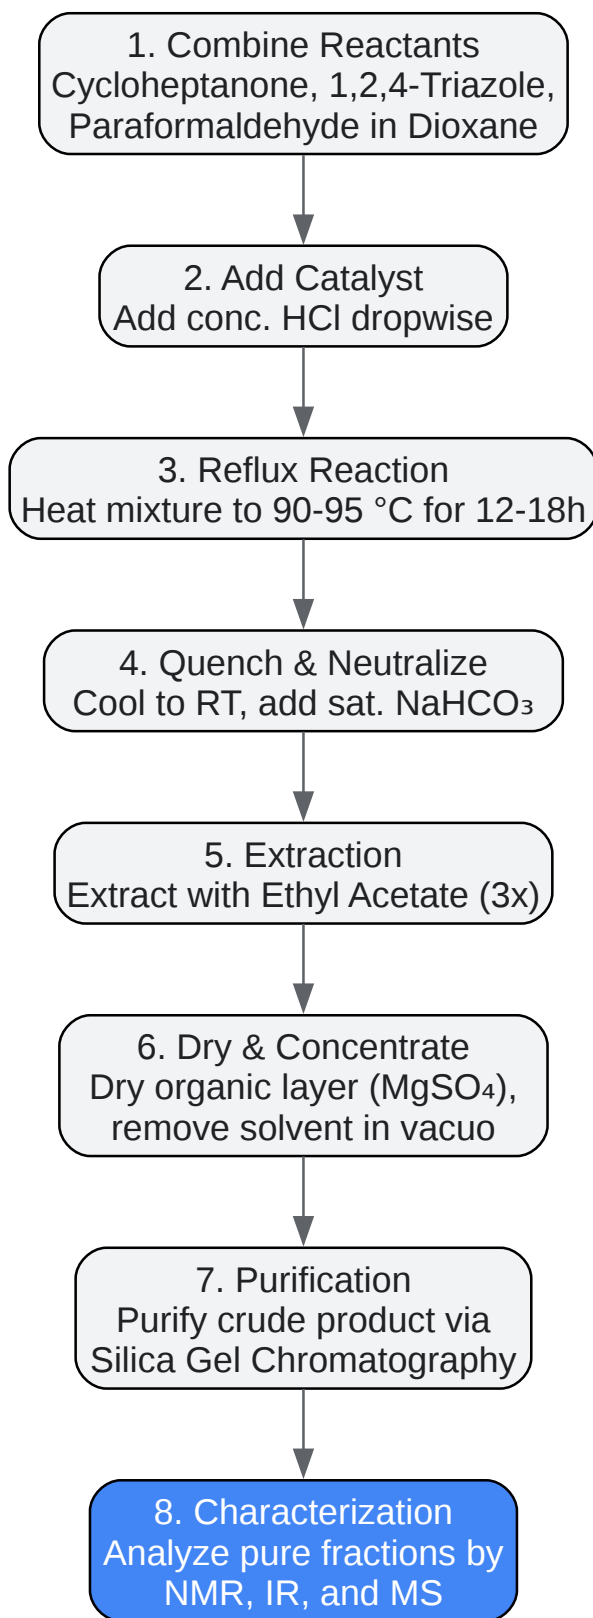 1. Combine Reactants
Cycloheptanone, 1,2,4-Triazole,
Paraformaldehyde in Dioxane
2. Add Catalyst
Add conc. HCl dropwise
3. Reflux Reaction
Heat mixture to 90-95 °C for 12-18h
4. Quench & Neutralize
Cool to RT, add sat. NaHCO₃
5. Extraction
Extract with Ethyl Acetate (3x)
6. Dry & Concentrate
Dry organic layer (MgSO₄),
remove solvent in vacuo
7. Purification
Purify crude product via
Silica Gel Chromatography
8. Characterization
Analyze pure fractions by
NMR, IR, and MS